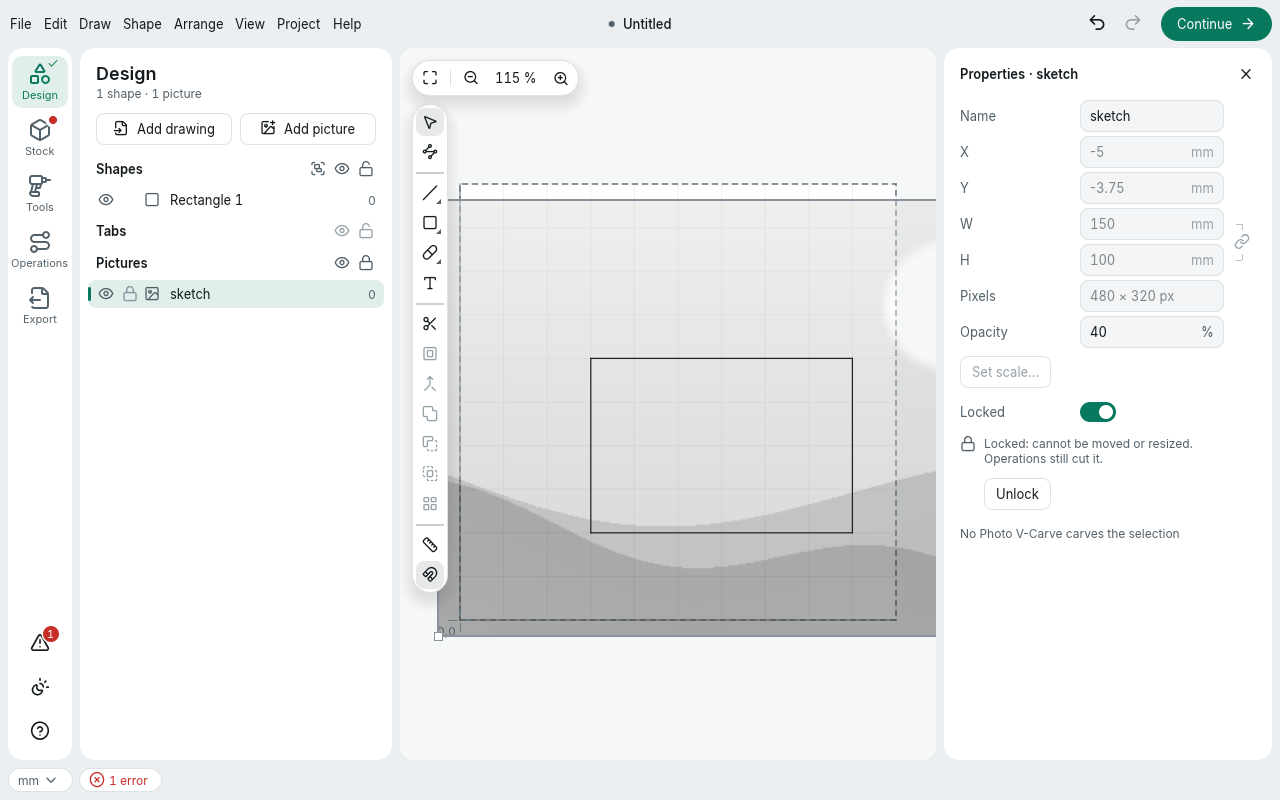 File Edit Draw Shape Arrange View Project Help
Untitled
Continue
Design
Stock
Tools
Operations
Export
1
Design
1 shape · 1 picture
Add drawing
Add picture
Shapes
Rectangle 1 0
Tabs
Pictures
sketch 0
115 %
0,0
Properties · sketch
Name sketch
X -5 mm
Y -3.75 mm
W 150 mm
H 100 mm
Pixels 480 × 320 px
Opacity 40 %
Set scale...
Locked
Locked: cannot be moved or resized.
Operations still cut it.
Unlock
No Photo V-Carve carves the selection
mm
1 error